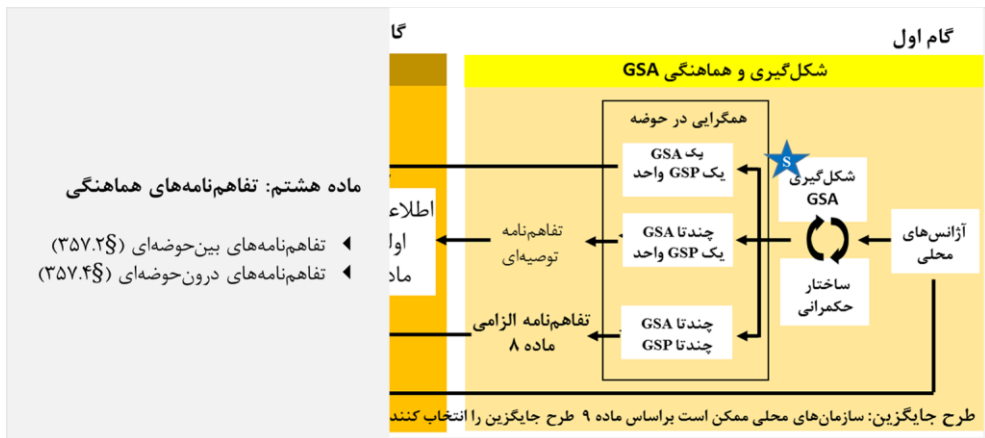 گام اول
گا
شکل‌گیری و هماهنگی GSA
همگرایی در حوضه
یک GSA
یک GSP واحد
چندتا GSA
یک GSP واحد
چندتا GSA
چندتا GSP
S
شکل‌گیری
GSA
ساختار
حکمرانی
آژانس‌های
محلی
تفاهم‌نامه
توصیه‌ای
تفاهم‌نامه الزامی
ماده ۸
اطلاع
اول
ماد
طرح جایگزین: سازمان‌های محلی ممکن است براساس ماده ۹ طرح جایگزین را انتخاب کنند
ماده هشتم: تفاهم‌نامه‌های هماهنگی
تفاهم‌نامه‌های بین‌حوضه‌ای (§۳۵۷.۲)
تفاهم‌نامه‌های درون‌حوضه‌ای (§۳۵۷.۴)